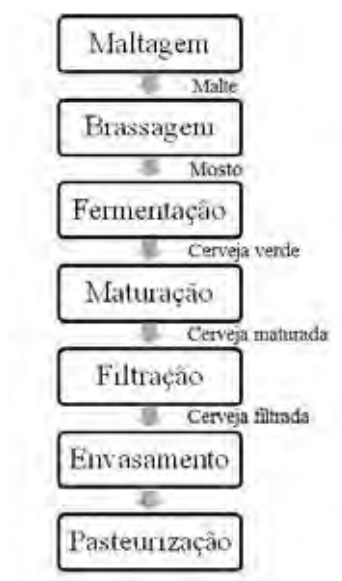 Maltagem
Malte
Brassagem
Mosto
Fermentação
Cerveja verde
Maturação
Cerveja maturada
Filtração
Cerveja filtrada
Envasamento
Pasteurização